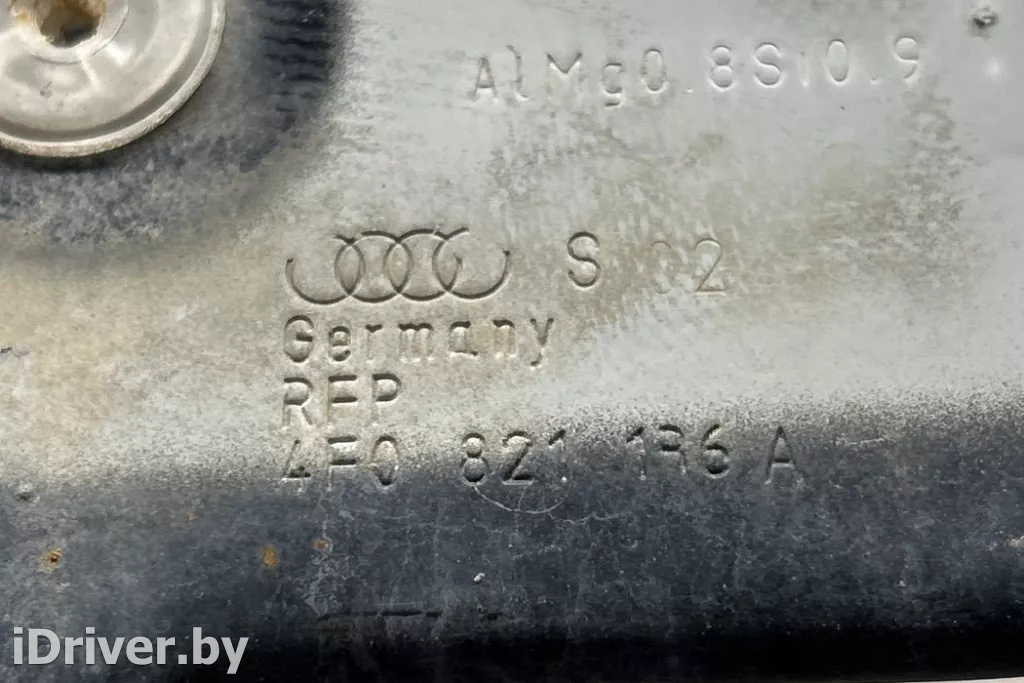 AlMg0.8Si0.9
S 02
Germany
RFP
4F0 821 136 A
iDriver.by